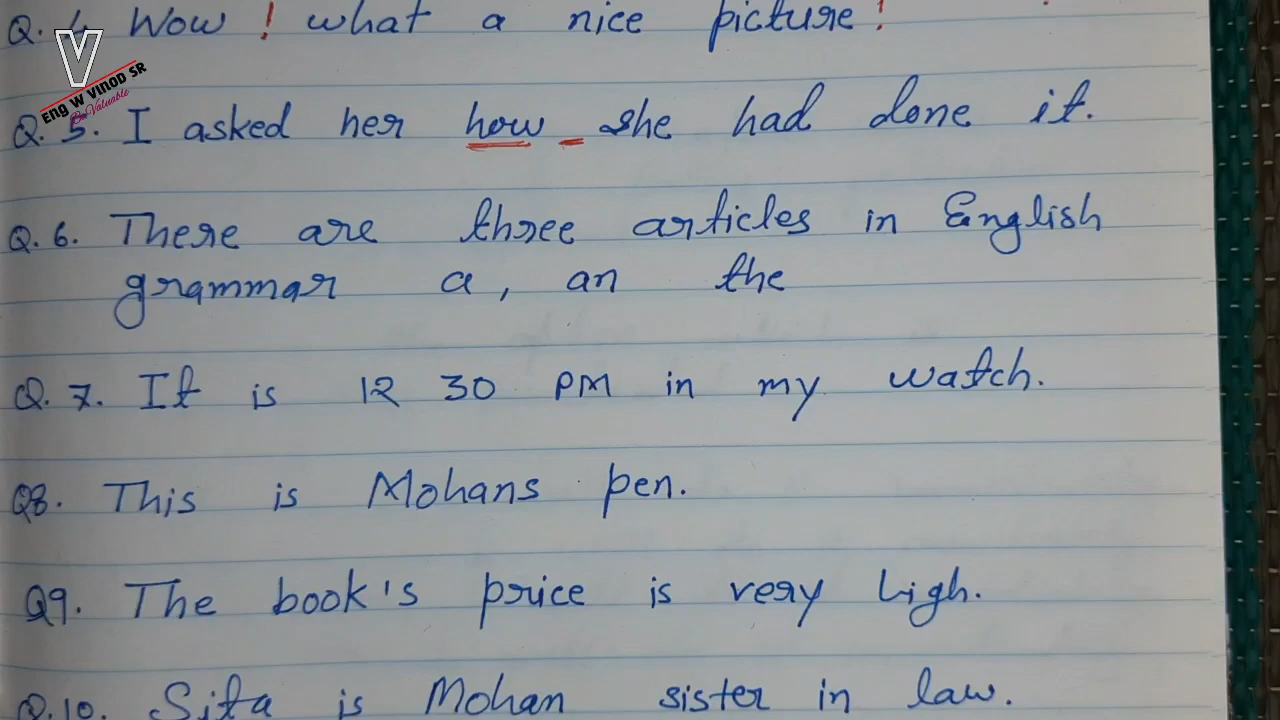 Q. 4. Wow ! what a nice picture !
V
ENG W VINOD SR
Be Valuable
Q. 5. I asked her how _ she had done it.
Q. 6. There are three articles in English
grammar a, an the
Q. 7. It is 12 30 PM in my watch.
Q8. This is Mohans pen.
Q9. The book's price is very high.
Q.10. Sita is Mohan sister in law.